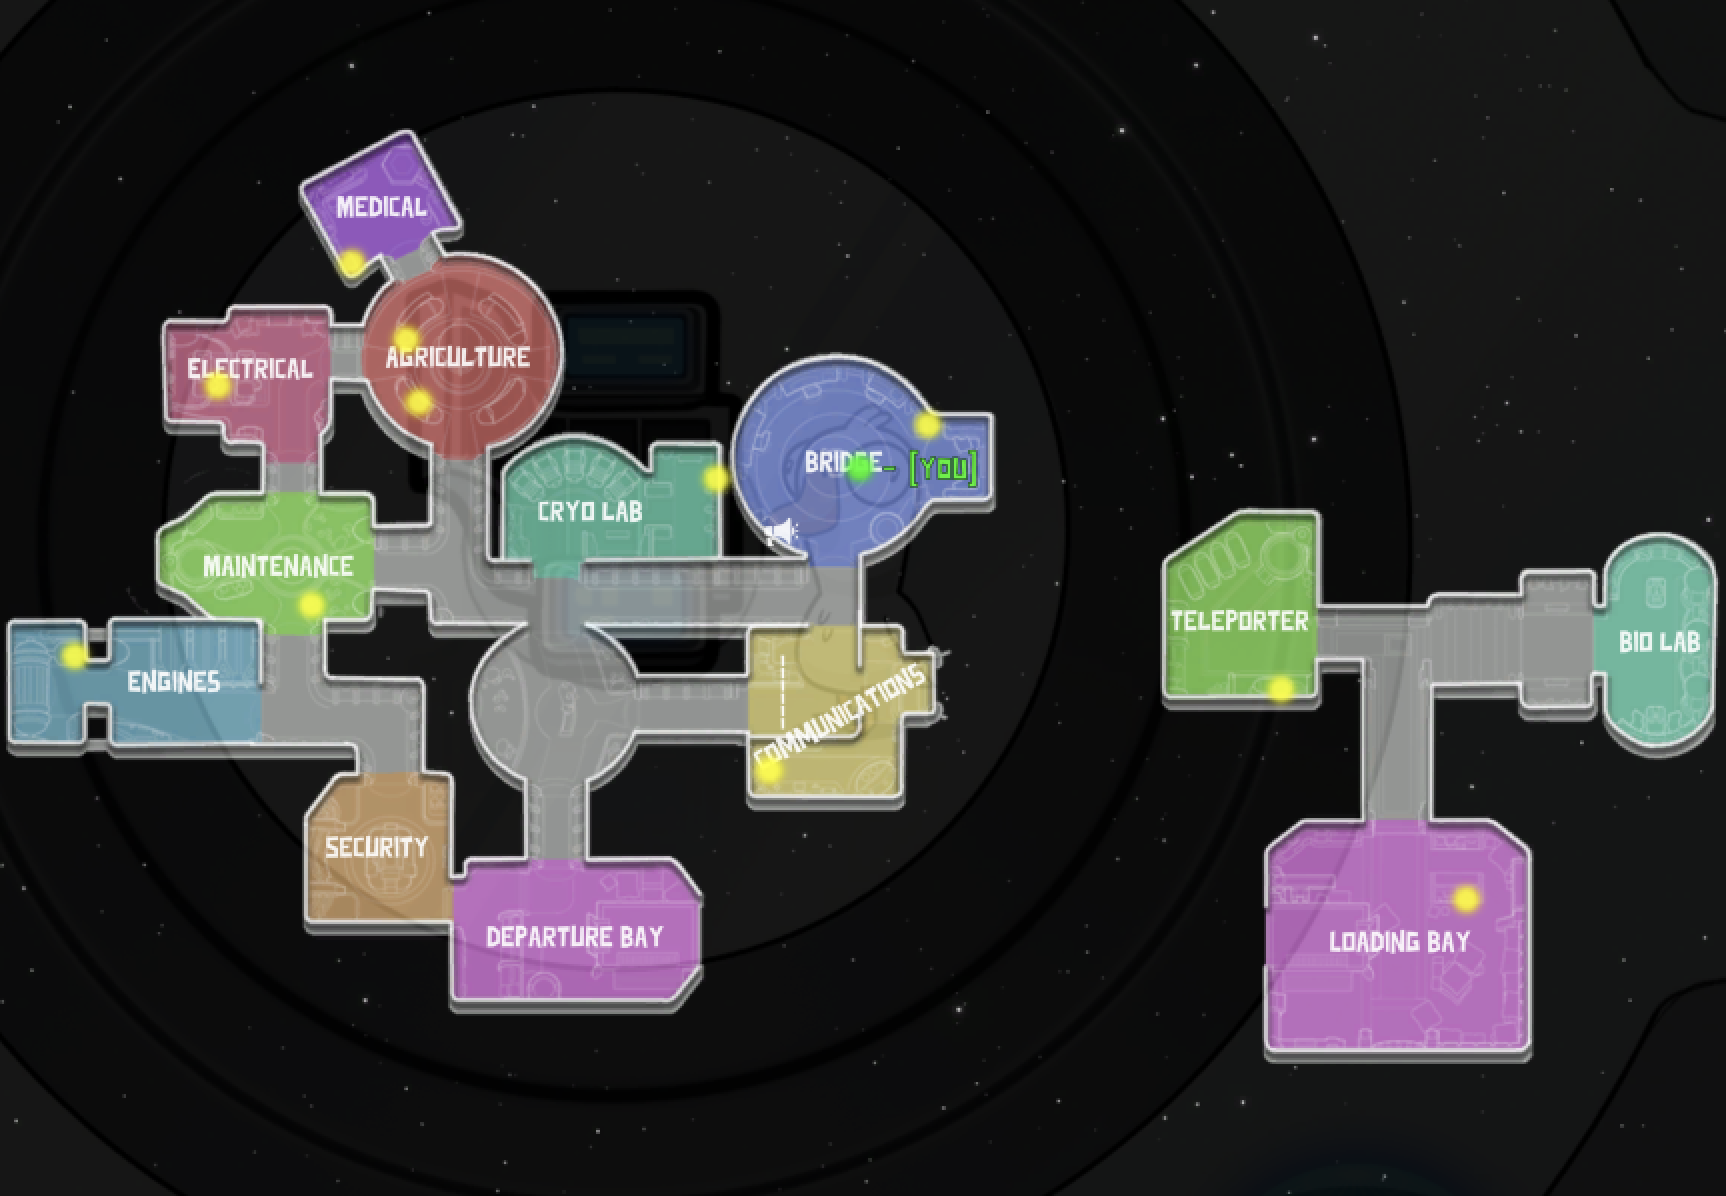 MEDICAL
ELECTRICAL
AGRICULTURE
BRIDGE- [YOU]
CRYO LAB
MAINTENANCE
TELEPORTER
BIO LAB
ENGINES
COMMUNICATIONS
SECURITY
DEPARTURE BAY
LOADING BAY